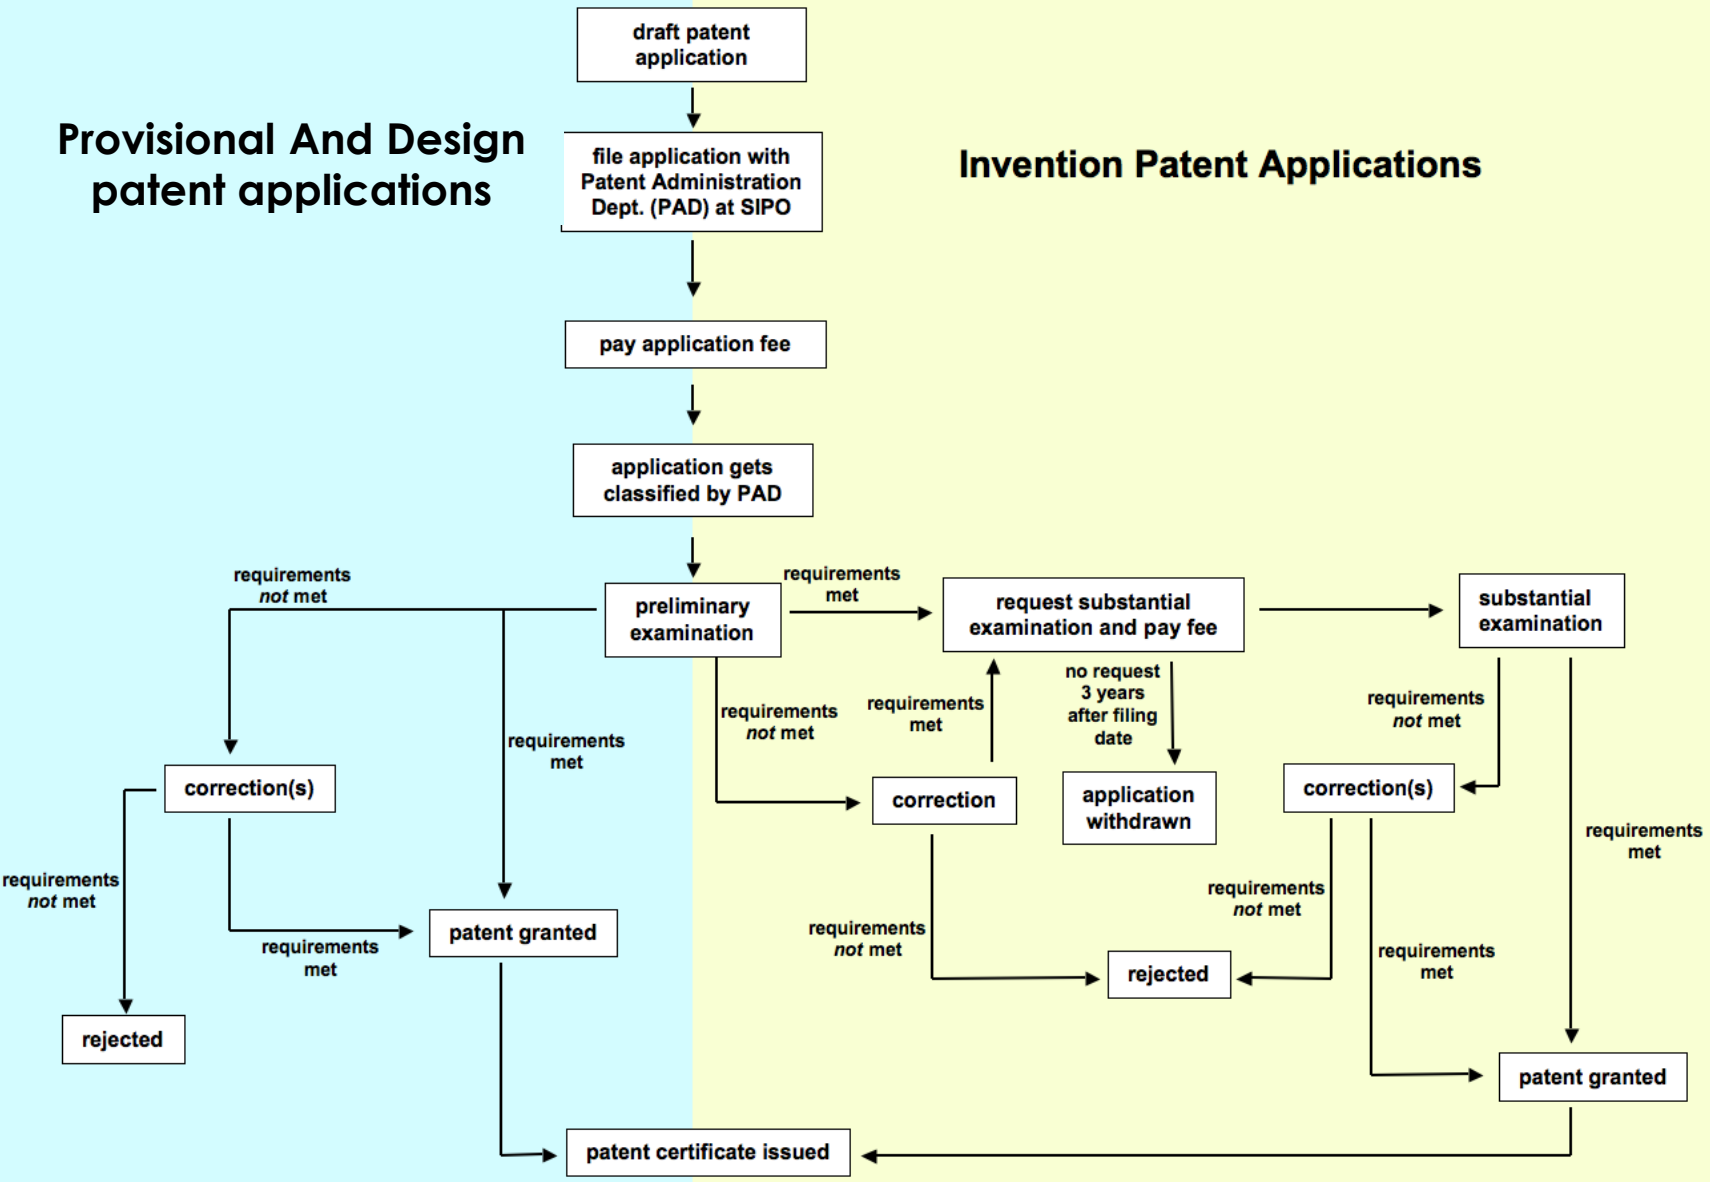 draft patent
application
Provisional And Design
patent applications
file application with
Patent Administration
Dept. (PAD) at SIPO
Invention Patent Applications
pay application fee
application gets
classified by PAD
requirements
not met
preliminary
examination
requirements
met
request substantial
examination and pay fee
substantial
examination
requirements
met
requirements
not met
requirements
met
no request
3 years
after filing
date
requirements
not met
correction(s)
correction
application
withdrawn
correction(s)
requirements
met
requirements
not met
requirements
met
patent granted
requirements
not met
requirements
not met
requirements
met
rejected
rejected
patent granted
patent certificate issued